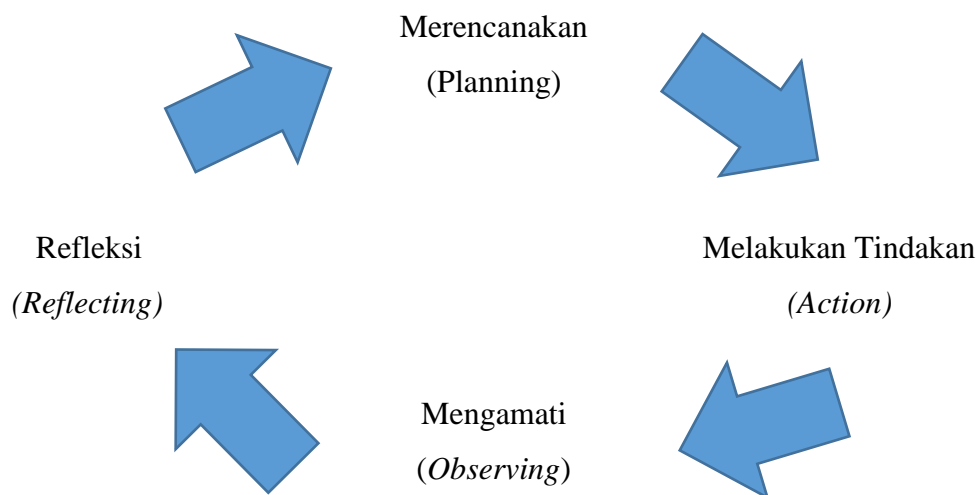 Merencanakan
(Planning)
Melakukan Tindakan
(Action)
Mengamati
(Observing)
Refleksi
(Reflecting)